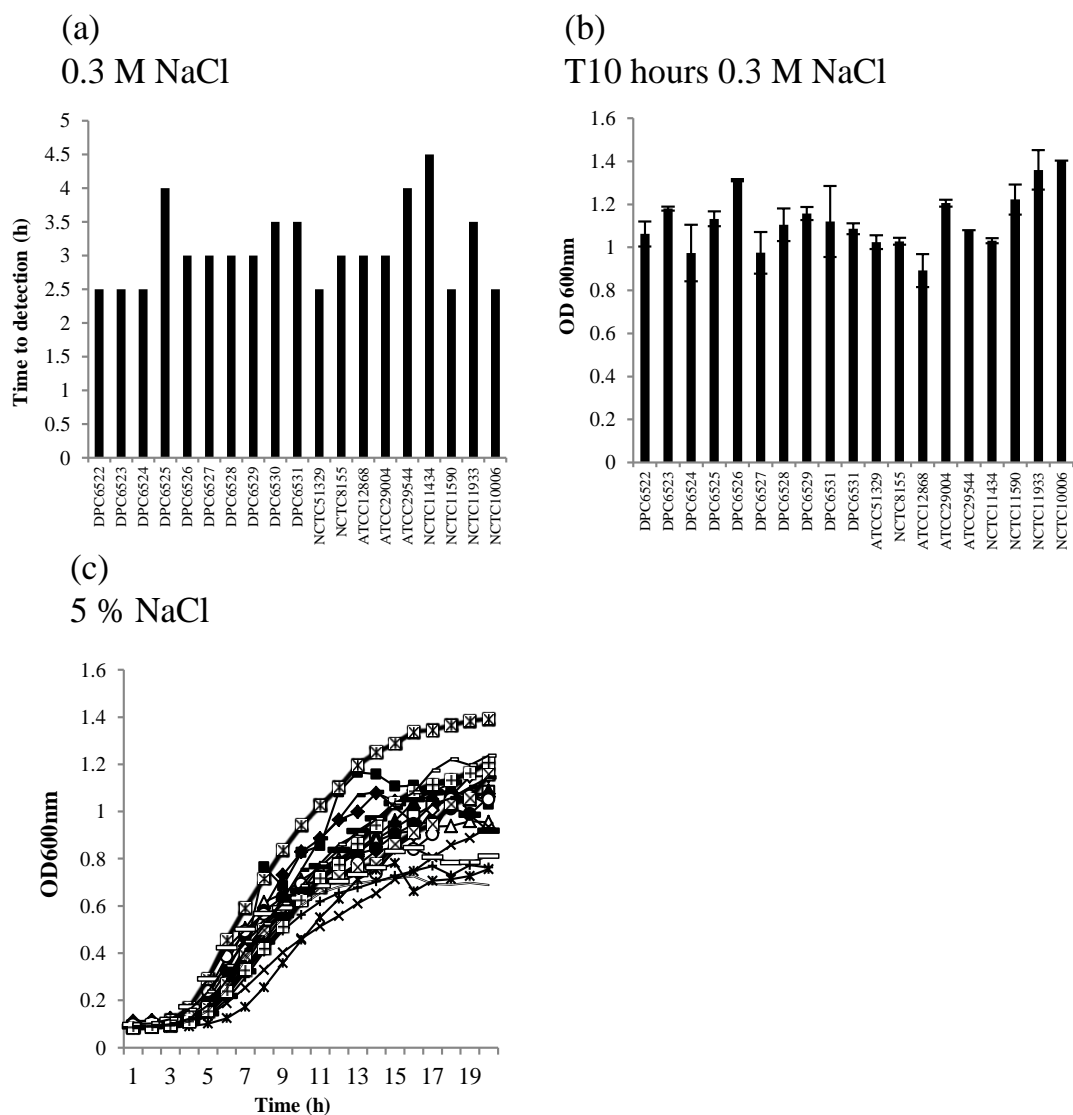 (a)
0.3 M NaCl
Time to detection (h)
5
4.5
4
3.5
3
2.5
2
1.5
1
0.5
0
DPC6522
DPC6523
DPC6524
DPC6525
DPC6526
DPC6527
DPC6528
DPC6529
DPC6530
DPC6531
NCTC51329
NCTC8155
ATCC12868
ATCC29004
ATCC29544
NCTC11434
NCTC11590
NCTC11933
NCTC10006
(b)
T10 hours 0.3 M NaCl
OD 600nm
1.6
1.4
1.2
1
0.8
0.6
0.4
0.2
0
DPC6522
DPC6523
DPC6524
DPC6525
DPC6526
DPC6527
DPC6528
DPC6529
DPC6531
DPC6531
ATCC51329
NCTC8155
ATCC12868
ATCC29004
ATCC29544
NCTC11434
NCTC11590
NCTC11933
NCTC10006
(c)
5 % NaCl
OD600nm
1.6
1.4
1.2
1
0.8
0.6
0.4
0.2
0
1 3 5 7 9 11 13 15 17 19
Time (h)